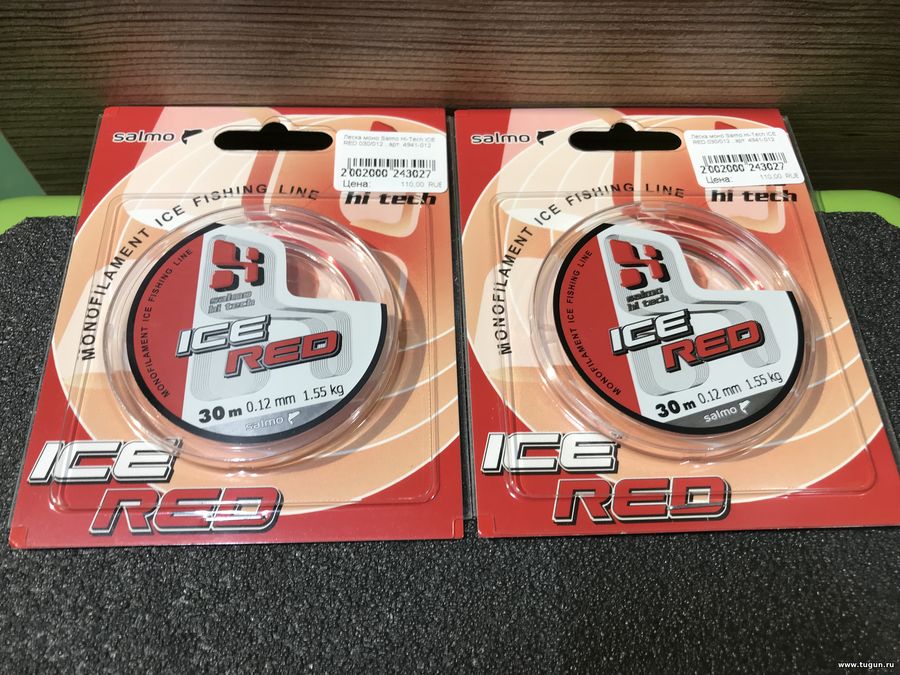 salmo
Леска моно Salmo Hi-Tech ICE
RED 030/012 , арт. 4941-012
2 002000 243027
Цена: 110,00 RUE
hi tech
MONOFILAMENT ICE FISHING LINE
MONOFILAMENT ICE FISHING LINE
salmo
hi tech
ICE
RED
30 m 0.12 mm 1.55 kg
salmo
ICE
RED
salmo
Леска моно Salmo Hi-Tech ICE
RED 030/012 , арт. 4941-012
2 002000 243027
Цена: 110,00 RUE
hi tech
MONOFILAMENT ICE FISHING LINE
MONOFILAMENT ICE FISHING LINE
salmo
hi tech
ICE
RED
30 m 0.12 mm 1.55 kg
salmo
ICE
RED
www.tugun.ru